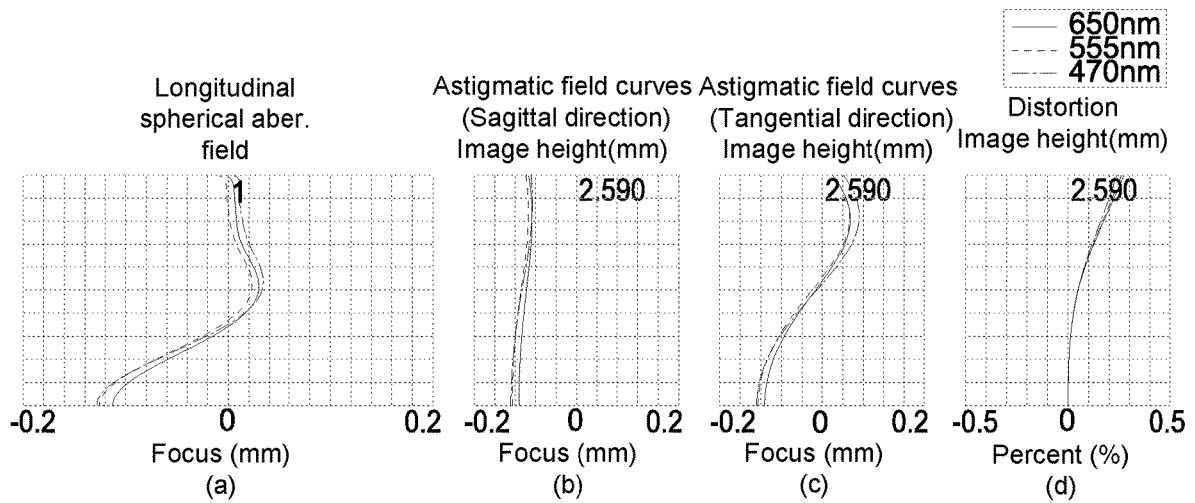 650nm
555nm
470nm
Longitudinal
spherical aber.
field
1
-0.2 0 0.2
Focus (mm)
(a)
Astigmatic field curves
(Sagittal direction)
Image height(mm)
2.590
-0.2 0 0.2
Focus (mm)
(b)
Astigmatic field curves
(Tangential direction)
Image height(mm)
2.590
-0.2 0 0.2
Focus (mm)
(c)
Distortion
Image height(mm)
2.590
-0.5 0 0.5
Percent (%)
(d)